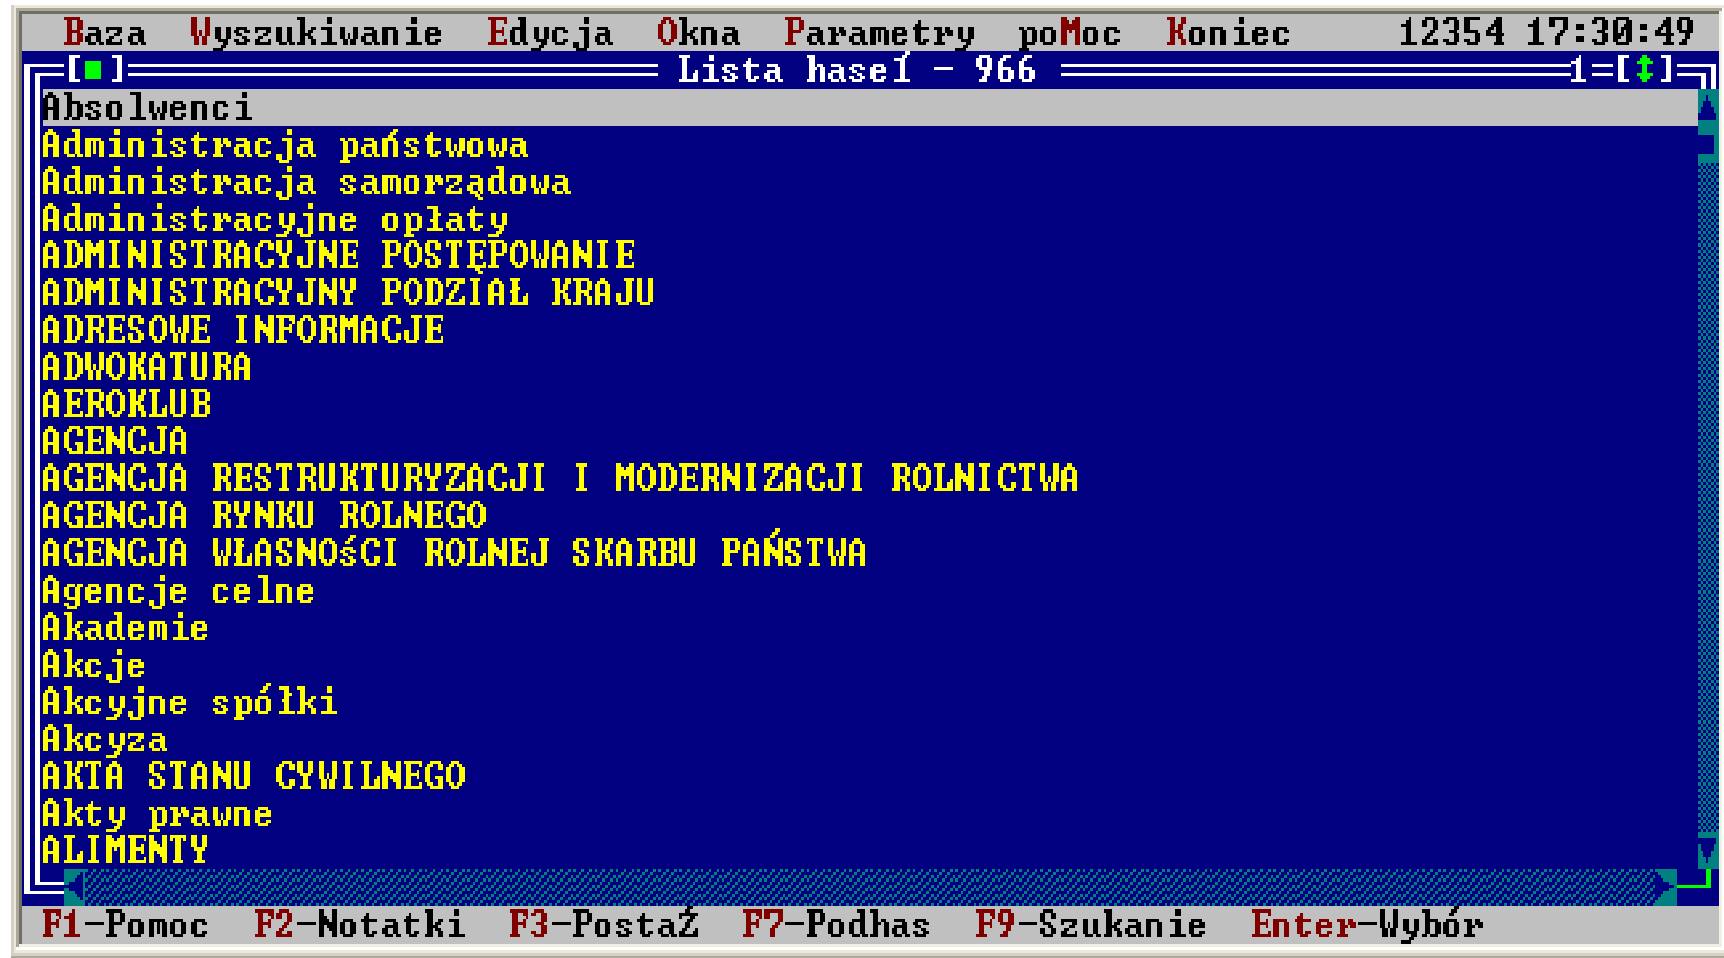 Baza Wyszukiwanie Edycja Okna Parametry poMoc Koniec 12354 17:30:49
[■] Lista haseÍ - 966 1=[↕]
Absolwenci
Administracja państwowa
Administracja samorządowa
Administracyjne opłaty
ADMINISTRACYJNE POSTĘPOWANIE
ADMINISTRACYJNY PODZIAŁ KRAJU
ADRESOWE INFORMACJE
ADWOKATURA
AEROKLUB
AGENCJA
AGENCJA RESTRUKTURYZACJI I MODERNIZACJI ROLNICTWA
AGENCJA RYNKU ROLNEGO
AGENCJA WŁASNOśCI ROLNEJ SKARBU PAŃSTWA
Agencje celne
Akademie
Akcje
Akcyjne spółki
Akcyza
AKTA STANU CYWILNEGO
Akty prawne
ALIMENTY
F1-Pomoc F2-Notatki F3-PostaŹ F7-Podhas F9-Szukanie Enter-Wybór